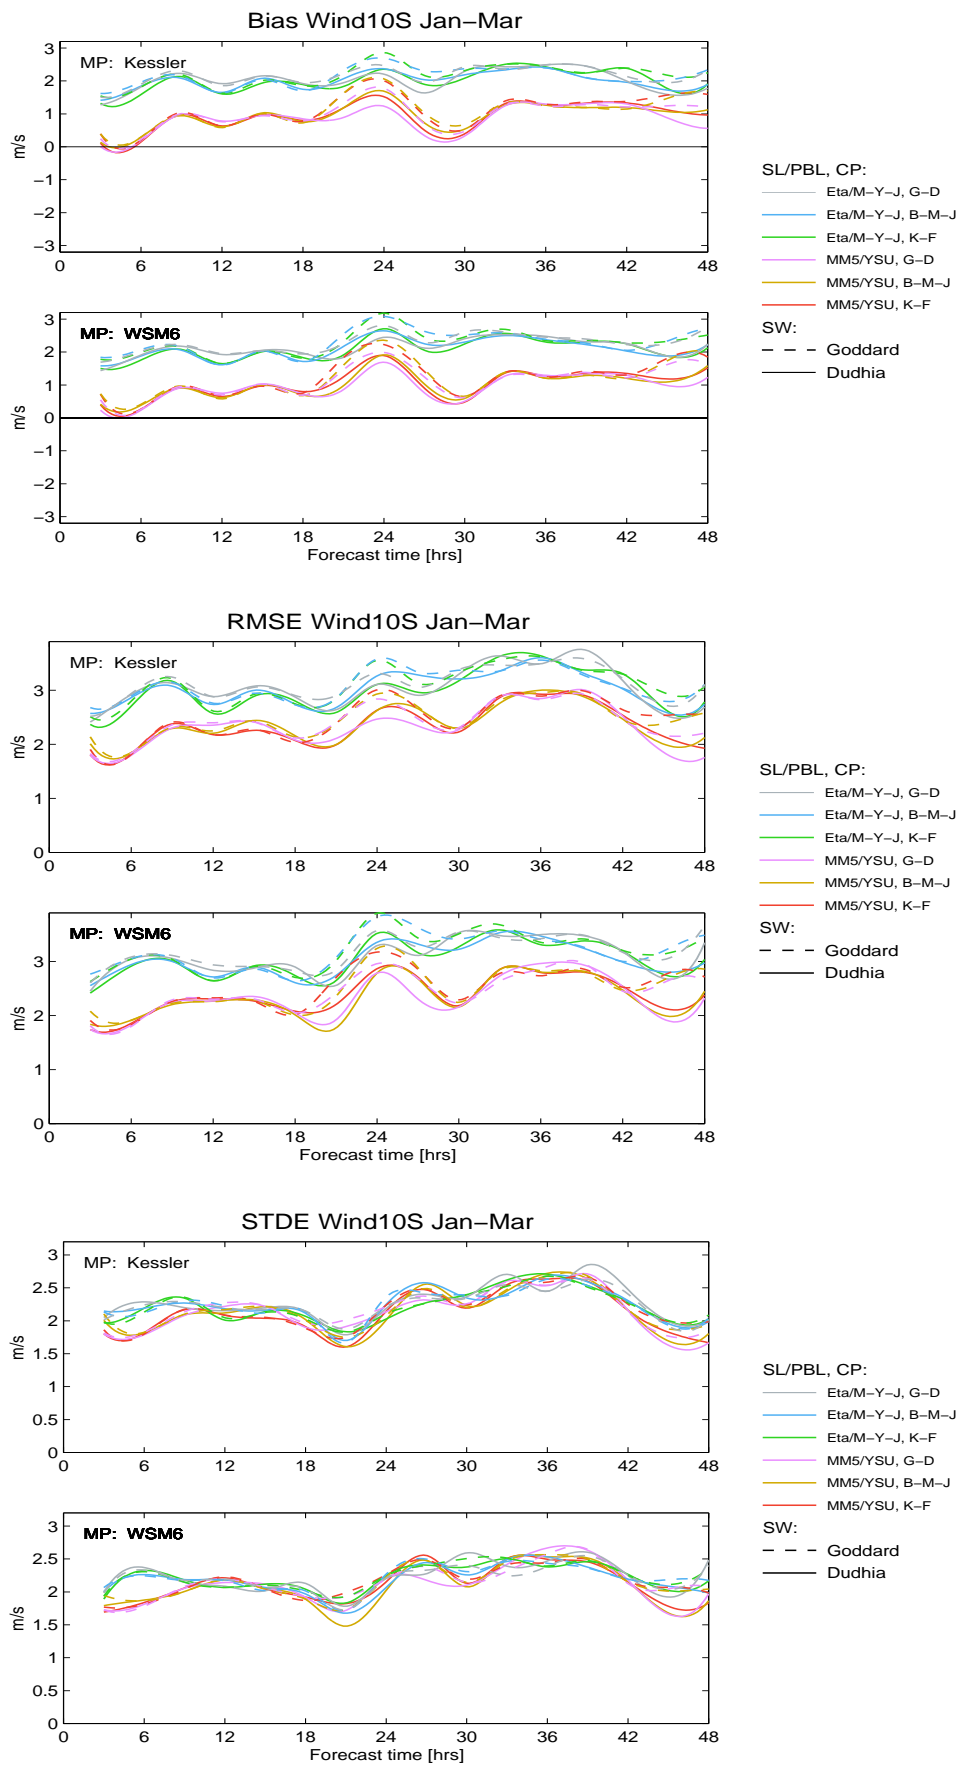 Bias Wind10S Jan−Mar
MP: Kessler
3
2
1
0
−1
−2
−3
m/s
0 6 12 18 24 30 36 42 48
MP: WSM6
3
2
1
0
−1
−2
−3
m/s
0 6 12 18 24 30 36 42 48
Forecast time [hrs]
SL/PBL, CP:
Eta/M−Y−J, G−D
Eta/M−Y−J, B−M−J
Eta/M−Y−J, K−F
MM5/YSU, G−D
MM5/YSU, B−M−J
MM5/YSU, K−F
SW:
Goddard
Dudhia
RMSE Wind10S Jan−Mar
MP: Kessler
3
2
1
0
m/s
0 6 12 18 24 30 36 42 48
MP: WSM6
3
2
1
0
m/s
0 6 12 18 24 30 36 42 48
Forecast time [hrs]
SL/PBL, CP:
Eta/M−Y−J, G−D
Eta/M−Y−J, B−M−J
Eta/M−Y−J, K−F
MM5/YSU, G−D
MM5/YSU, B−M−J
MM5/YSU, K−F
SW:
Goddard
Dudhia
STDE Wind10S Jan−Mar
MP: Kessler
3
2.5
2
1.5
1
0.5
0
m/s
0 6 12 18 24 30 36 42 48
MP: WSM6
3
2.5
2
1.5
1
0.5
0
m/s
0 6 12 18 24 30 36 42 48
Forecast time [hrs]
SL/PBL, CP:
Eta/M−Y−J, G−D
Eta/M−Y−J, B−M−J
Eta/M−Y−J, K−F
MM5/YSU, G−D
MM5/YSU, B−M−J
MM5/YSU, K−F
SW:
Goddard
Dudhia